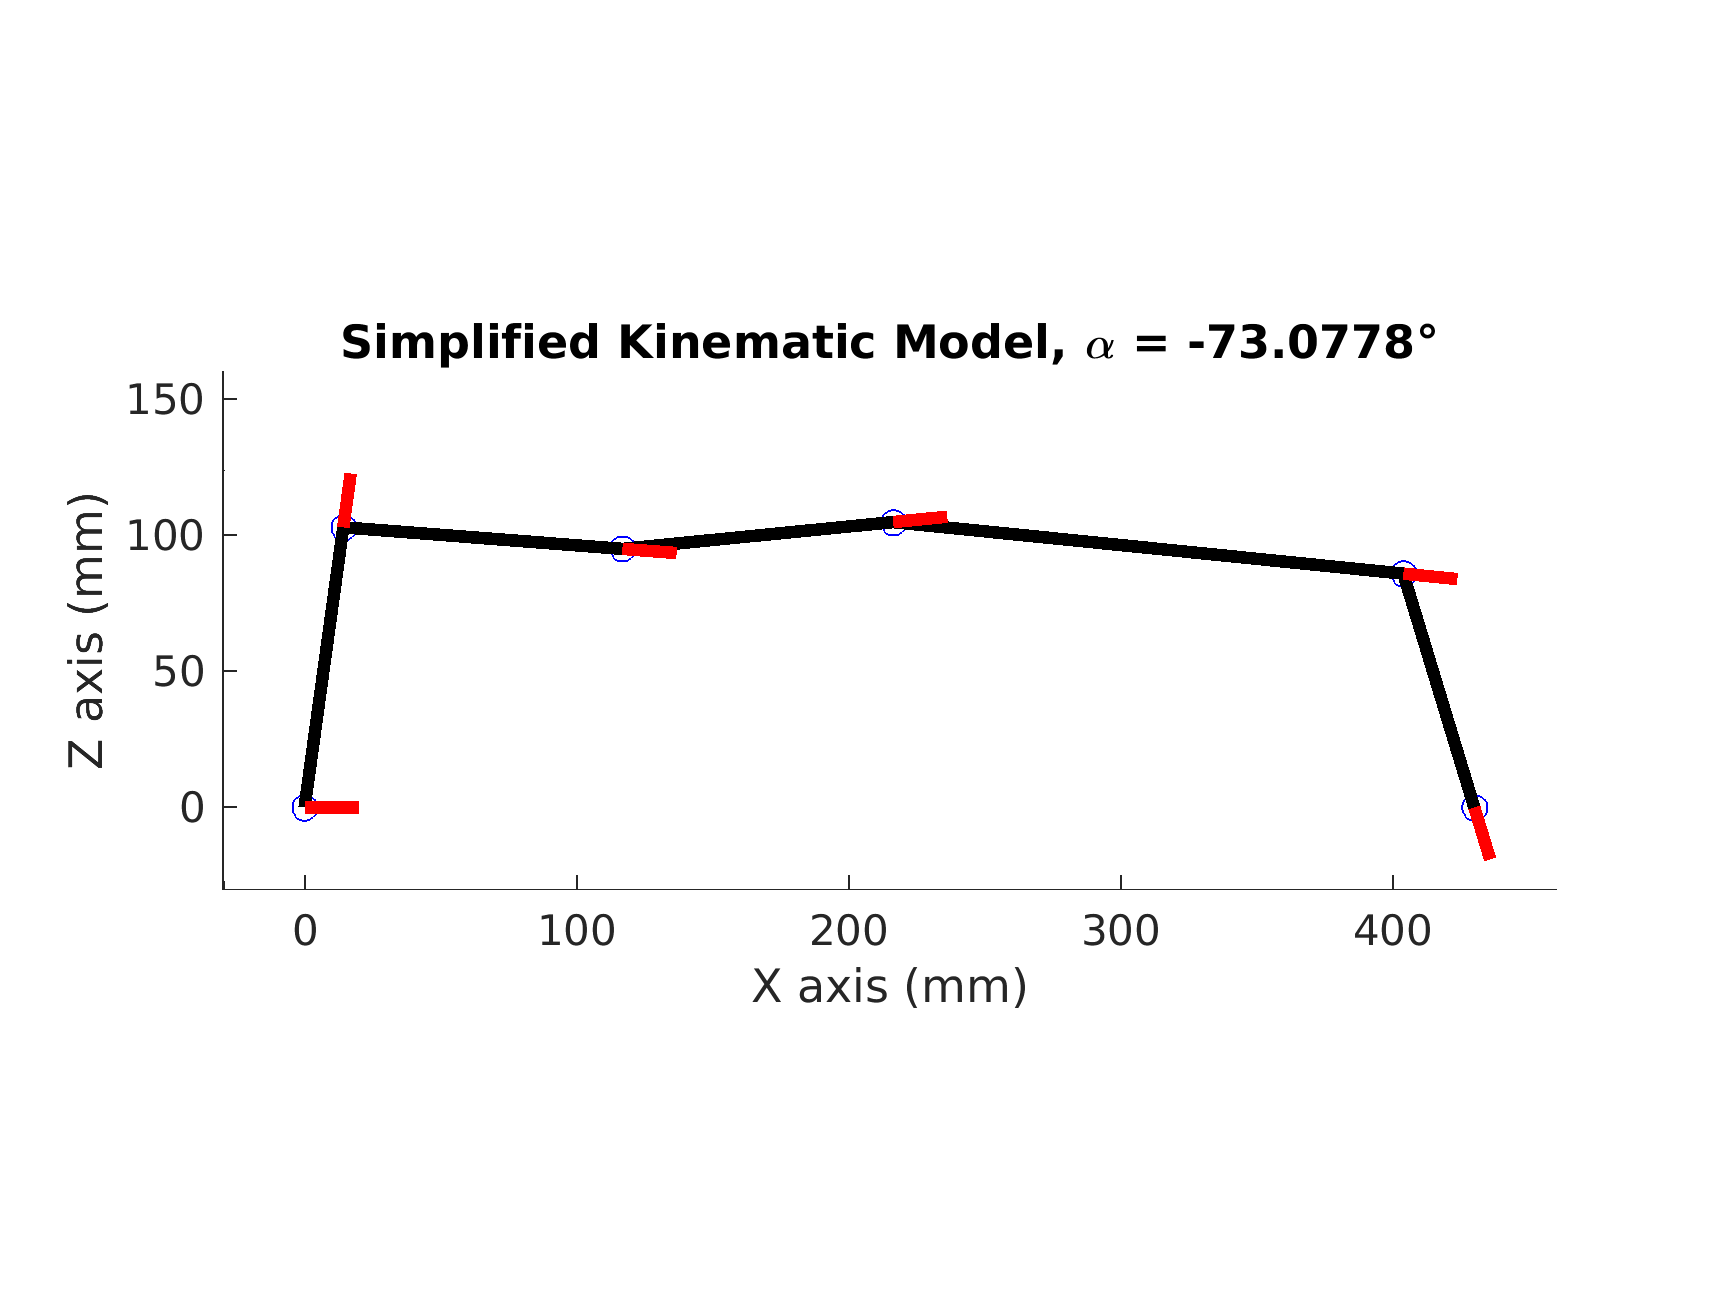 Simplified Kinematic Model, α = -73.0778°
150
100
50
0
Z axis (mm)
0 100 200 300 400
X axis (mm)